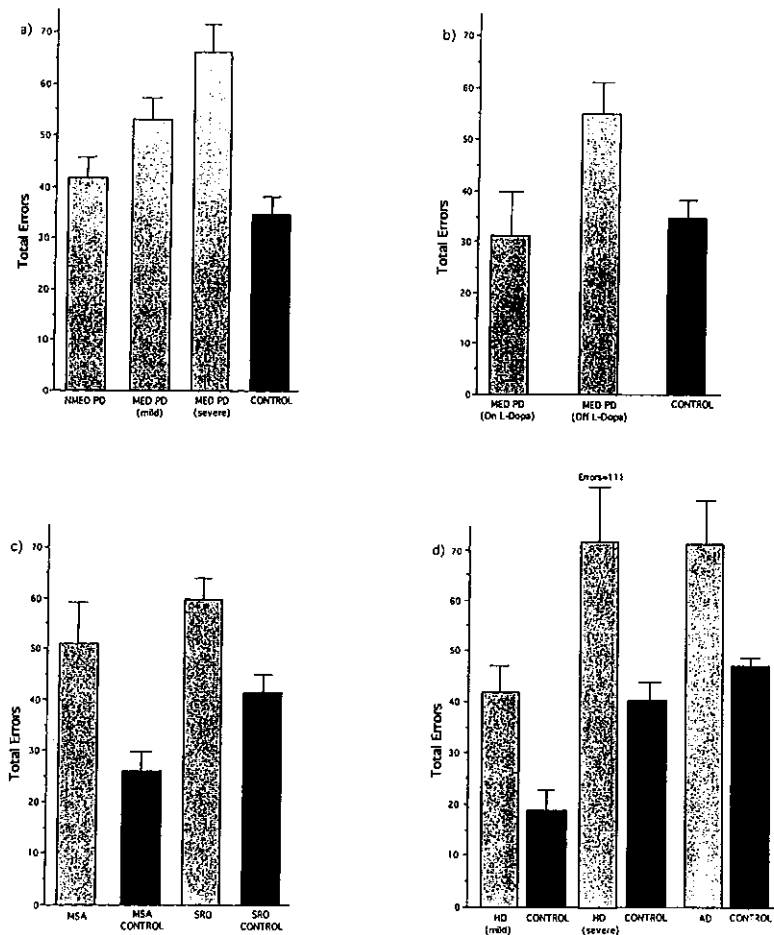 a)
70
60
50
40
30
20
10
0
Total Errors
NMED PD
MED PD
(mild)
MED PD
(severe)
CONTROL
b)
70
60
50
40
30
20
10
0
Total Errors
MED PD
(On L-Dopa)
MED PD
(Off L-Dopa)
CONTROL
c)
70
60
50
40
30
20
10
0
Total Errors
MSA
MSA
CONTROL
SRO
SRO
CONTROL
d)
70
60
50
40
30
20
10
0
Total Errors
HD
(mild)
CONTROL
HD
(severe)
CONTROL
AD
CONTROL